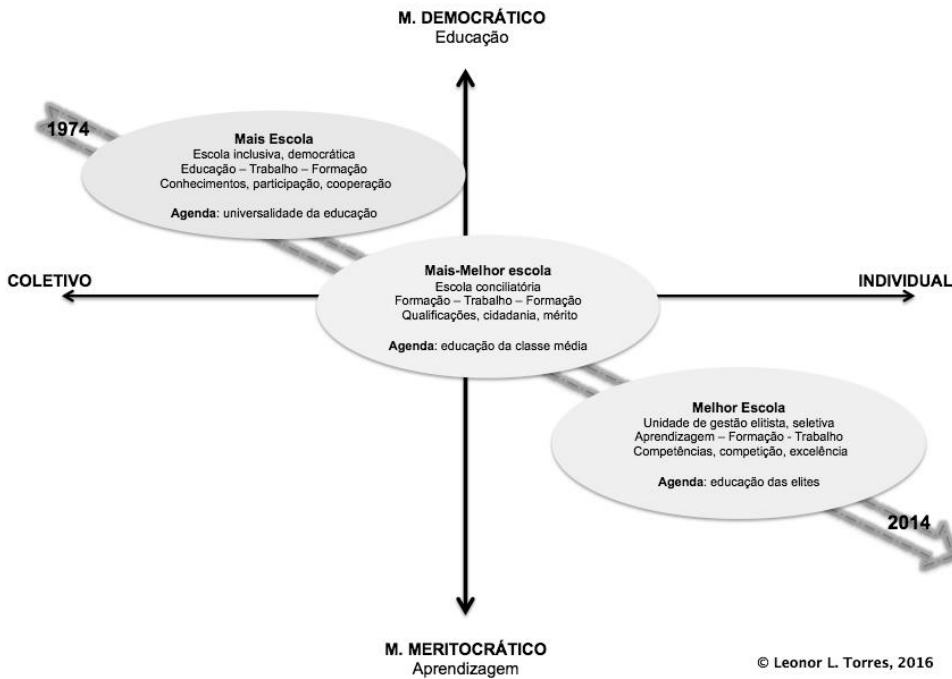 M. DEMOCRÁTICO
Educação
1974
Mais Escola
Escola inclusiva, democrática
Educação – Trabalho – Formação
Conhecimentos, participação, cooperação
Agenda: universalidade da educação
COLETIVO
Mais-Melhor escola
Escola conciliatória
Formação – Trabalho – Formação
Qualificações, cidadania, mérito
Agenda: educação da classe média
INDIVIDUAL
Melhor Escola
Unidade de gestão elitista, seletiva
Aprendizagem – Formação - Trabalho
Competências, competição, excelência
Agenda: educação das elites
2014
M. MERITOCRÁTICO
Aprendizagem
© Leonor L. Torres, 2016